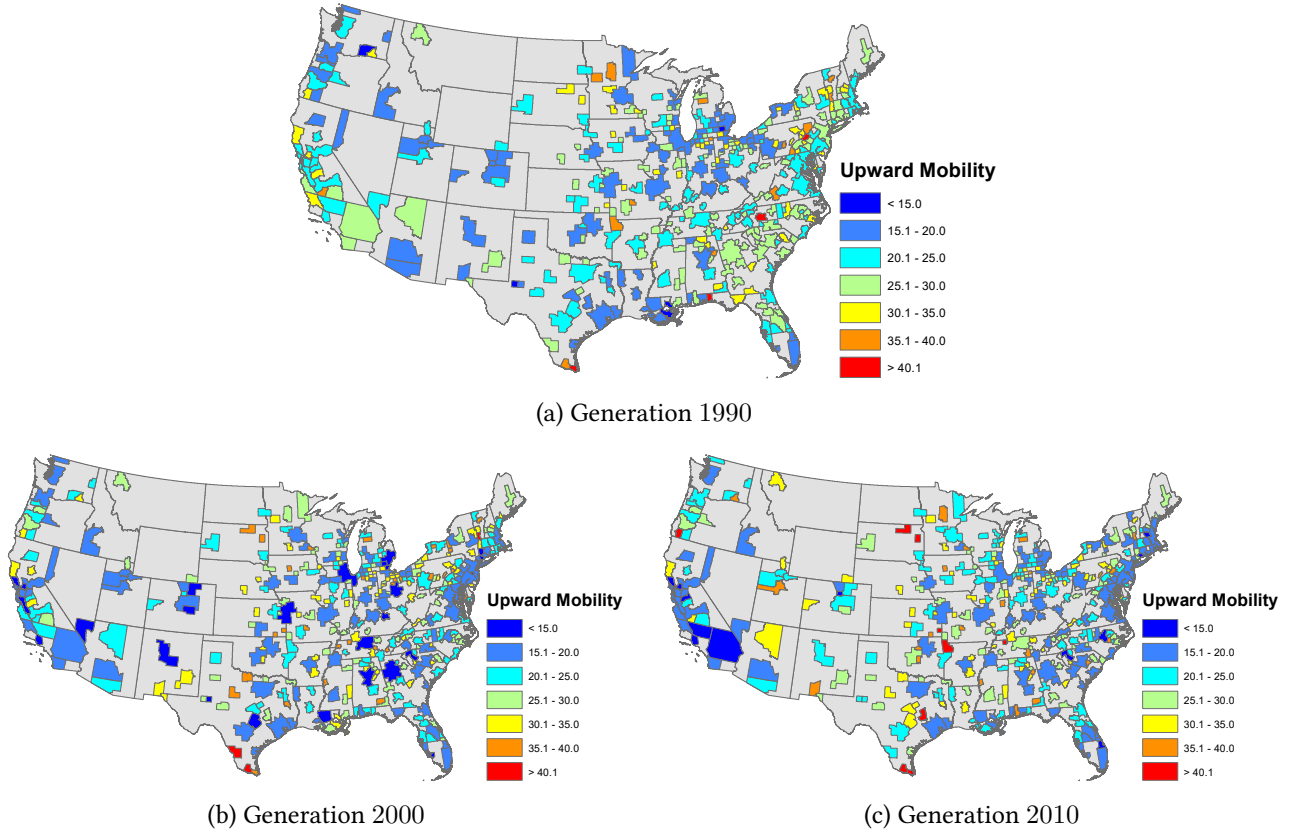 Upward Mobility
< 15.0
15.1 - 20.0
20.1 - 25.0
25.1 - 30.0
30.1 - 35.0
35.1 - 40.0
> 40.1
(a) Generation 1990
Upward Mobility
< 15.0
15.1 - 20.0
20.1 - 25.0
25.1 - 30.0
30.1 - 35.0
35.1 - 40.0
> 40.1
(b) Generation 2000
Upward Mobility
< 15.0
15.1 - 20.0
20.1 - 25.0
25.1 - 30.0
30.1 - 35.0
35.1 - 40.0
> 40.1
(c) Generation 2010